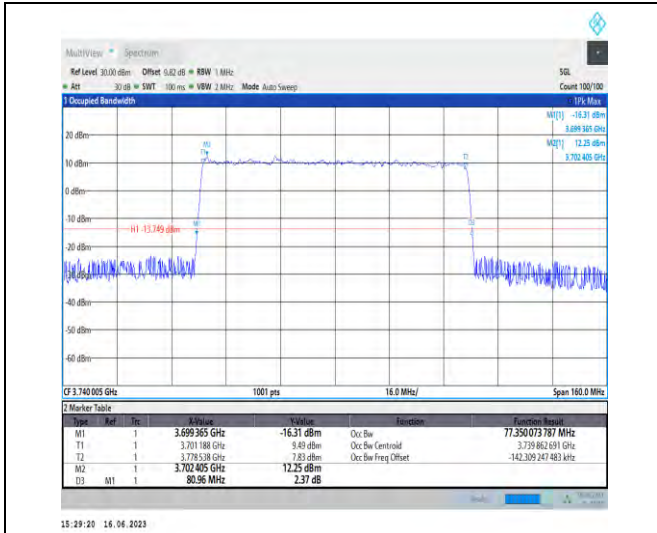 MultiView Spectrum
Ref Level 30.00 dBm Offset 9.82 dB RBW 1 MHz SGL
Att 30 dB SWT 100 ms VBW 2 MHz Mode Auto Sweep Count 100/100
1 Occupied Bandwidth 1Pk Max
M1[1] -16.31 dBm
3.699 365 GHz
M2[1] 12.25 dBm
3.702 405 GHz
20 dBm
M2
T1
T2
10 dBm
0 dBm
-10 dBm
M1
D3
H1 -13.749 dBm
-20 dBm
-30 dBm
-40 dBm
-50 dBm
-60 dBm
CF 3.740 005 GHz 1001 pts 16.0 MHz/ Span 160.0 MHz
2 Marker Table
Type Ref Trc X-Value Y-Value Function Function Result
M1 1 3.699 365 GHz -16.31 dBm Occ Bw 77.350 073 787 MHz
T1 1 3.701 188 GHz 9.49 dBm Occ Bw Centroid 3.739 862 691 GHz
T2 1 3.778 538 GHz 7.83 dBm Occ Bw Freq Offset -142.309 247 483 kHz
M2 1 3.702 405 GHz 12.25 dBm
D3 M1 1 80.96 MHz 2.37 dB
15:29:20 16.06.2023